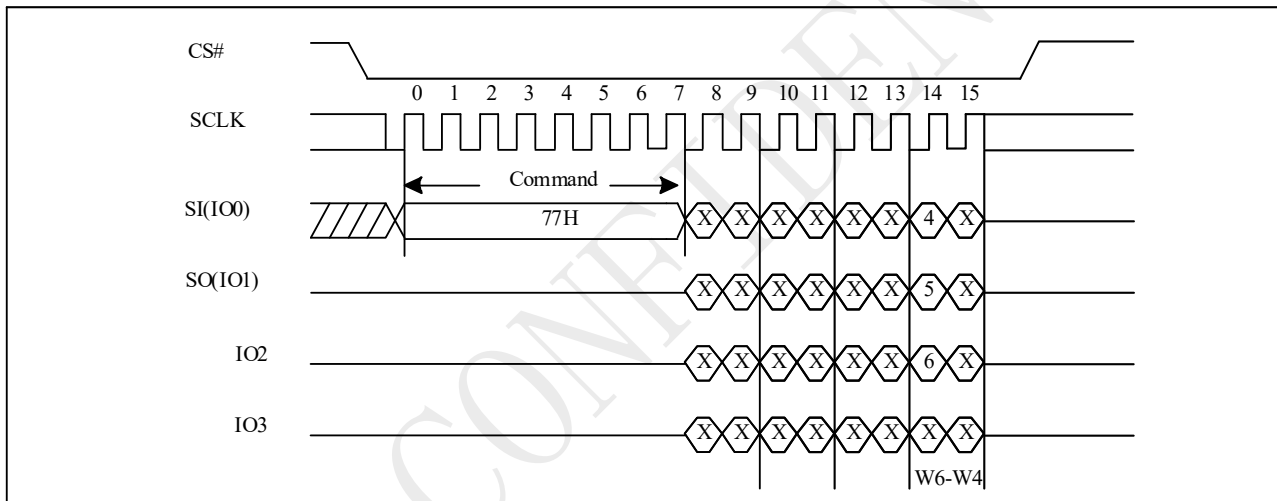 CS#
0 1 2 3 4 5 6 7 8 9 10 11 12 13 14 15
SCLK
Command
SI(IO0) 77H X X X X X X 4 X
SO(IO1) X X X X X X 5 X
IO2 X X X X X X 6 X
IO3 X X X X X X X X
W6-W4
CONFIDEN